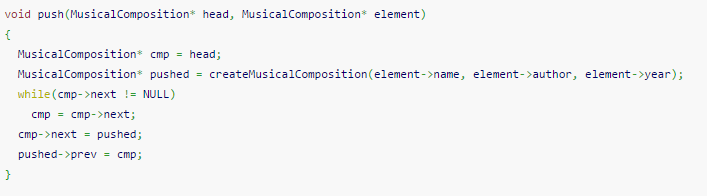 void push(MusicalComposition* head, MusicalComposition* element)
{
  MusicalComposition* cmp = head;
  MusicalComposition* pushed = createMusicalComposition(element->name, element->author, element->year);
  while(cmp->next != NULL)
    cmp = cmp->next;
  cmp->next = pushed;
  pushed->prev = cmp;
}